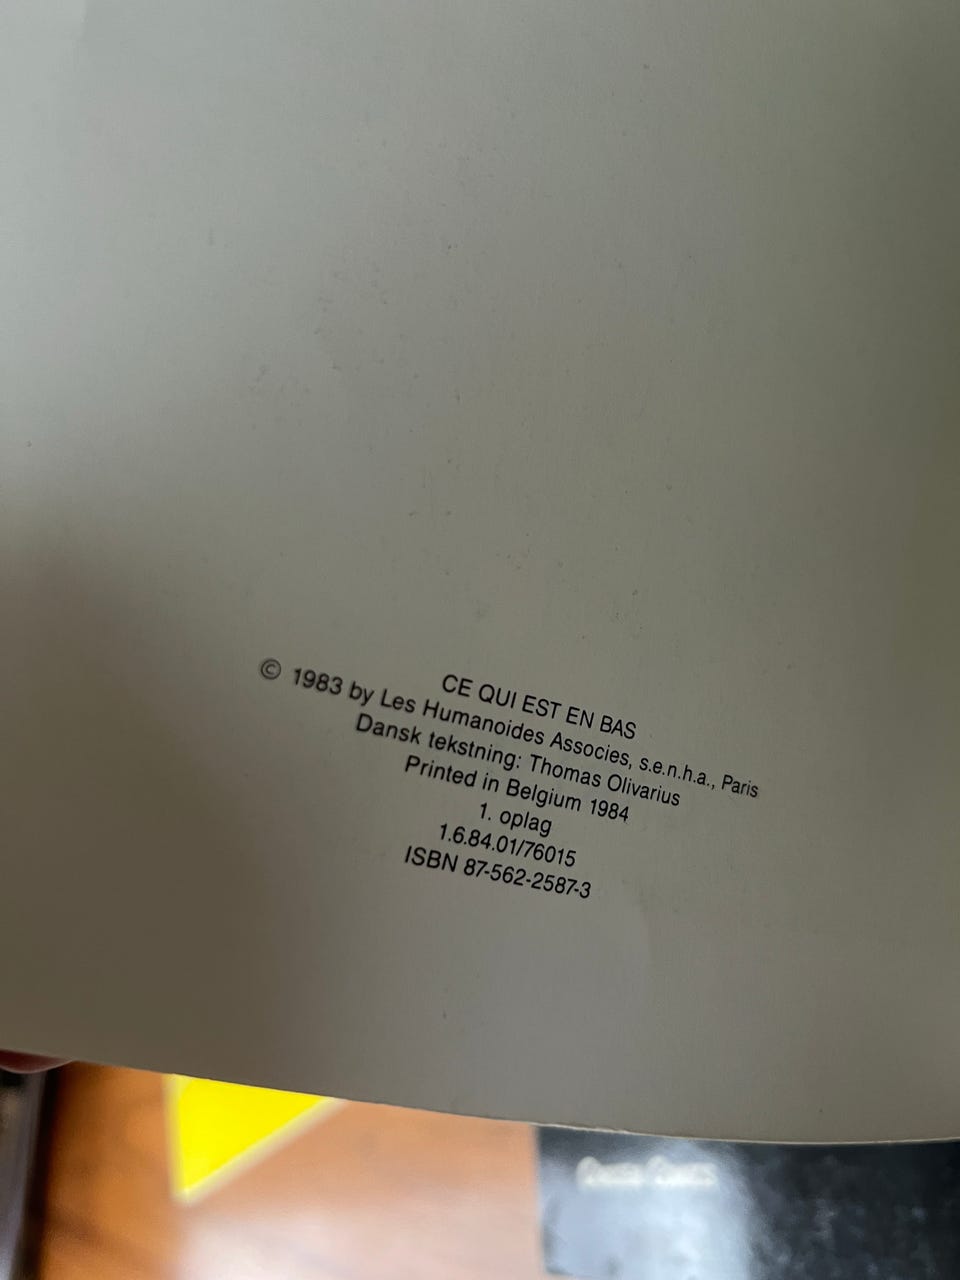 CE QUI EST EN BAS
© 1983 by Les Humanoides Associes, s.e.n.h.a., Paris
Dansk tekstning: Thomas Olivarius
Printed in Belgium 1984
1. oplag
1.6.84.01/76015
ISBN 87-562-2587-3